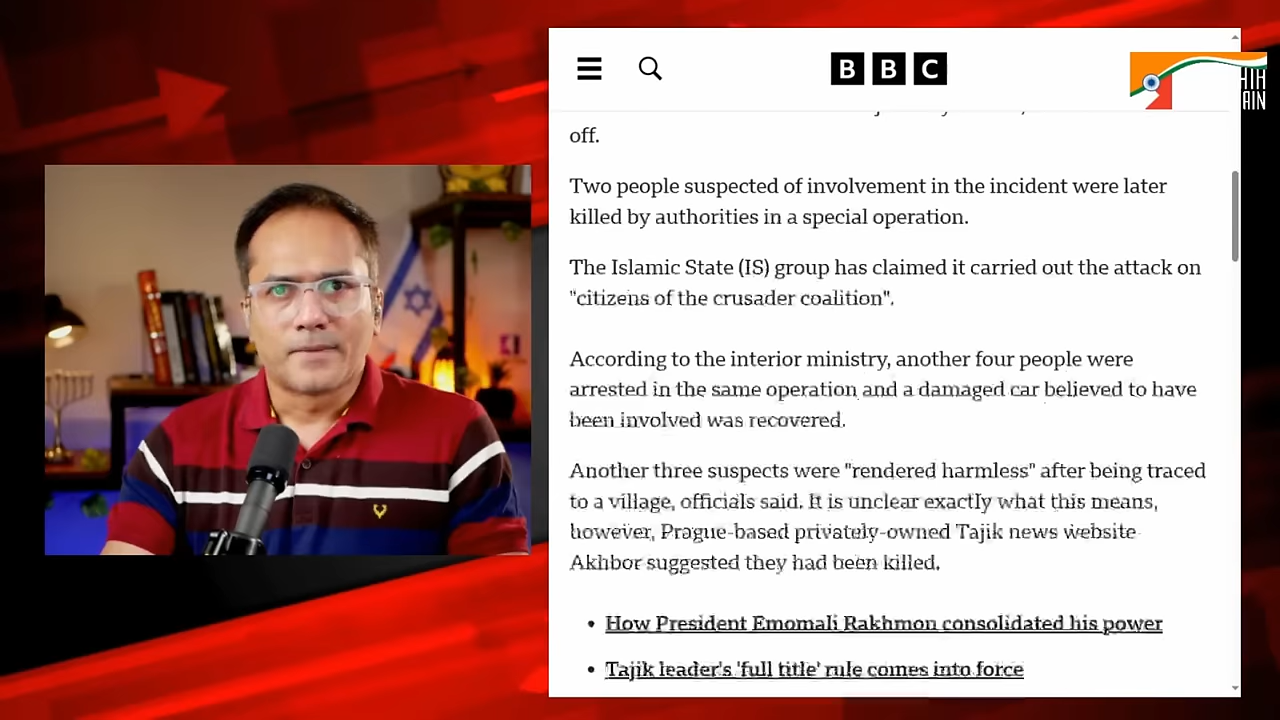 BBC
off.
Two people suspected of involvement in the incident were later
killed by authorities in a special operation.
The Islamic State (IS) group has claimed it carried out the attack on
"citizens of the crusader coalition".
According to the interior ministry, another four people were
arrested in the same operation and a damaged car believed to have
been involved was recovered.
Another three suspects were "rendered harmless" after being traced
to a village, officials said. It is unclear exactly what this means,
however, Prague-based privately-owned Tajik news website
Akhbor suggested they had been killed.
• How President Emomali Rakhmon consolidated his power
• Tajik leader's 'full title' rule comes into force